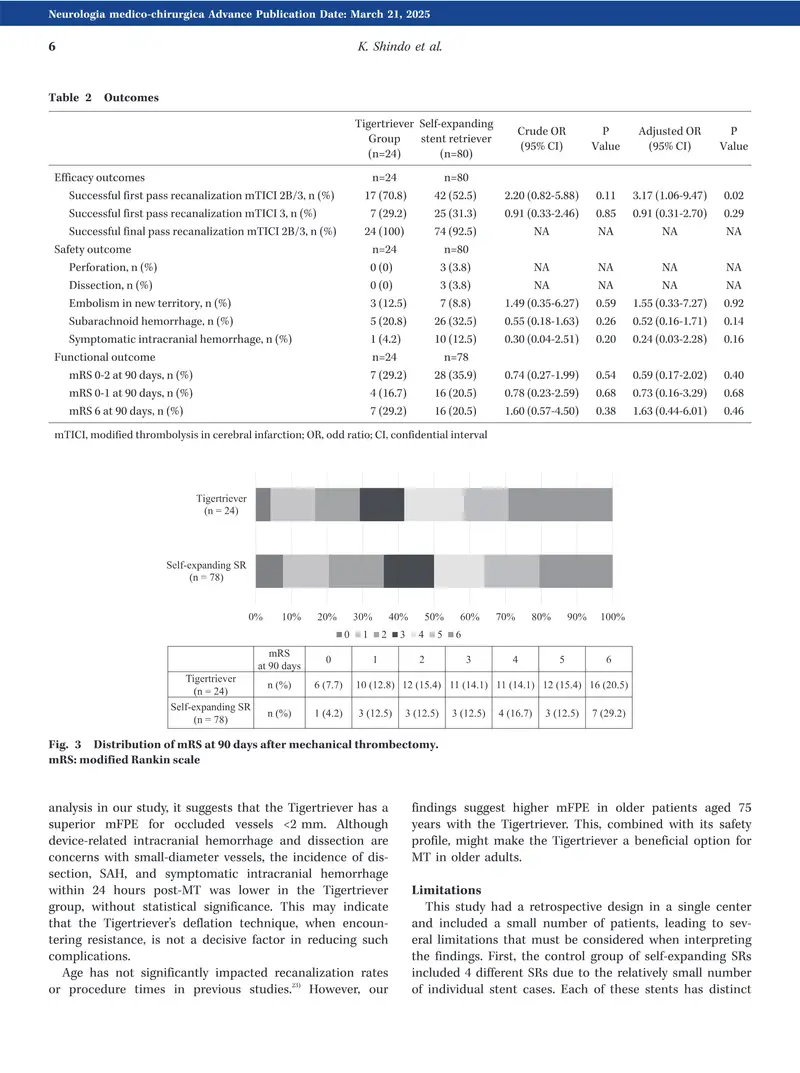 Neurologia medico-chirurgica Advance Publication Date: March 21, 2025
6 K. Shindo et al.
Table 2 Outcomes
Tigertriever Group (n=24) Self-expanding stent retriever (n=80) Crude OR (95% CI) P Value Adjusted OR (95% CI) P Value
Efficacy outcomes n=24 n=80
Successful first pass recanalization mTICI 2B/3, n (%) 17 (70.8) 42 (52.5) 2.20 (0.82-5.88) 0.11 3.17 (1.06-9.47) 0.02
Successful first pass recanalization mTICI 3, n (%) 7 (29.2) 25 (31.3) 0.91 (0.33-2.46) 0.85 0.91 (0.31-2.70) 0.29
Successful final pass recanalization mTICI 2B/3, n (%) 24 (100) 74 (92.5) NA NA NA NA
Safety outcome n=24 n=80
Perforation, n (%) 0 (0) 3 (3.8) NA NA NA NA
Dissection, n (%) 0 (0) 3 (3.8) NA NA NA NA
Embolism in new territory, n (%) 3 (12.5) 7 (8.8) 1.49 (0.35-6.27) 0.59 1.55 (0.33-7.27) 0.92
Subarachnoid hemorrhage, n (%) 5 (20.8) 26 (32.5) 0.55 (0.18-1.63) 0.26 0.52 (0.16-1.71) 0.14
Symptomatic intracranial hemorrhage, n (%) 1 (4.2) 10 (12.5) 0.30 (0.04-2.51) 0.20 0.24 (0.03-2.28) 0.16
Functional outcome n=24 n=78
mRS 0-2 at 90 days, n (%) 7 (29.2) 28 (35.9) 0.74 (0.27-1.99) 0.54 0.59 (0.17-2.02) 0.40
mRS 0-1 at 90 days, n (%) 4 (16.7) 16 (20.5) 0.78 (0.23-2.59) 0.68 0.73 (0.16-3.29) 0.68
mRS 6 at 90 days, n (%) 7 (29.2) 16 (20.5) 1.60 (0.57-4.50) 0.38 1.63 (0.44-6.01) 0.46
mTICI, modified thrombolysis in cerebral infarction; OR, odd ratio; CI, confidential interval
Tigertriever
(n = 24)
Self-expanding SR
(n = 78)
0% 10% 20% 30% 40% 50% 60% 70% 80% 90% 100%
0 1 2 3 4 5 6
mRS at 90 days 0 1 2 3 4 5 6
Tigertriever (n = 24) n (%) 6 (7.7) 10 (12.8) 12 (15.4) 11 (14.1) 11 (14.1) 12 (15.4) 16 (20.5)
Self-expanding SR (n = 78) n (%) 1 (4.2) 3 (12.5) 3 (12.5) 3 (12.5) 4 (16.7) 3 (12.5) 7 (29.2)
Fig. 3 Distribution of mRS at 90 days after mechanical thrombectomy.
mRS: modified Rankin scale
analysis in our study, it suggests that the Tigertriever has a
superior mFPE for occluded vessels <2 mm. Although
device-related intracranial hemorrhage and dissection are
concerns with small-diameter vessels, the incidence of dis-
section, SAH, and symptomatic intracranial hemorrhage
within 24 hours post-MT was lower in the Tigertriever
group, without statistical significance. This may indicate
that the Tigertriever's deflation technique, when encoun-
tering resistance, is not a decisive factor in reducing such
complications.
Age has not significantly impacted recanalization rates
or procedure times in previous studies.23) However, our
findings suggest higher mFPE in older patients aged 75
years with the Tigertriever. This, combined with its safety
profile, might make the Tigertriever a beneficial option for
MT in older adults.
Limitations
This study had a retrospective design in a single center
and included a small number of patients, leading to sev-
eral limitations that must be considered when interpreting
the findings. First, the control group of self-expanding SRs
included 4 different SRs due to the relatively small number
of individual stent cases. Each of these stents has distinct